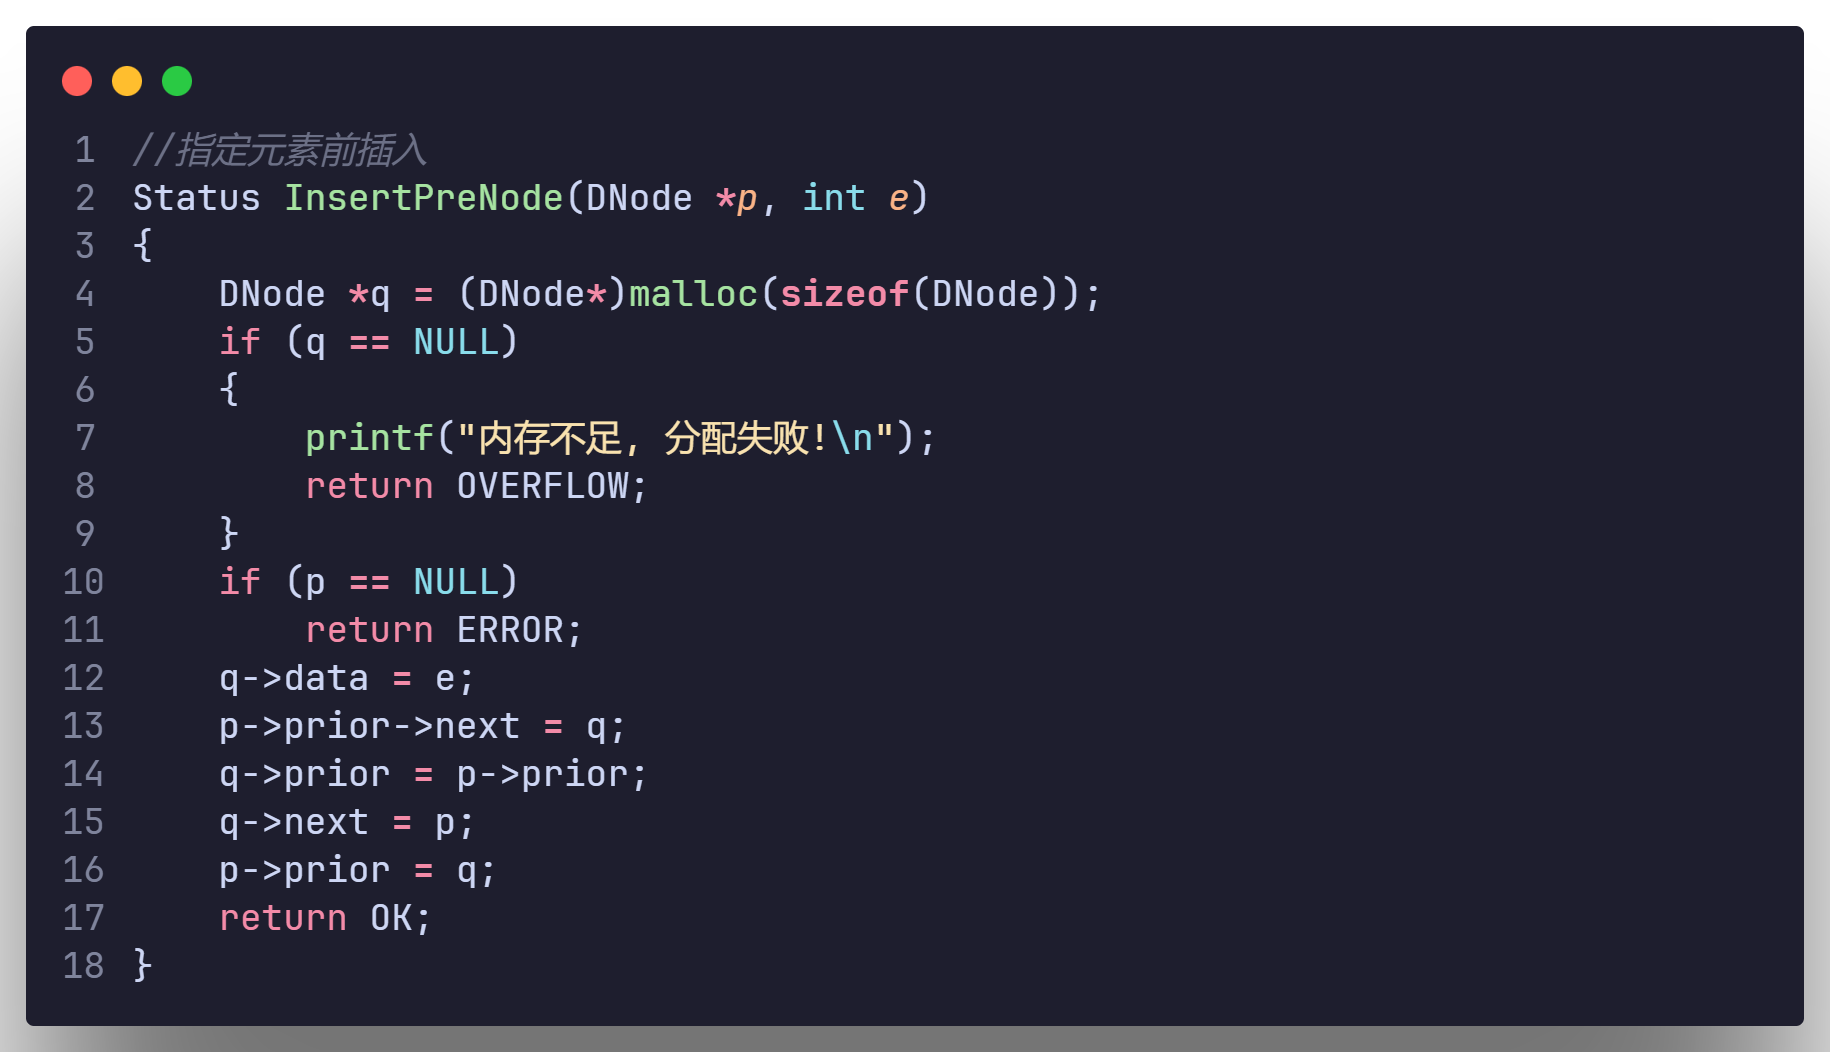 1 //指定元素前插入
2 Status InsertPreNode(DNode *p, int e)
3 {
4     DNode *q = (DNode*)malloc(sizeof(DNode));
5     if (q == NULL)
6     {
7         printf("内存不足, 分配失败!\n");
8         return OVERFLOW;
9     }
10     if (p == NULL)
11         return ERROR;
12     q->data = e;
13     p->prior->next = q;
14     q->prior = p->prior;
15     q->next = p;
16     p->prior = q;
17     return OK;
18 }